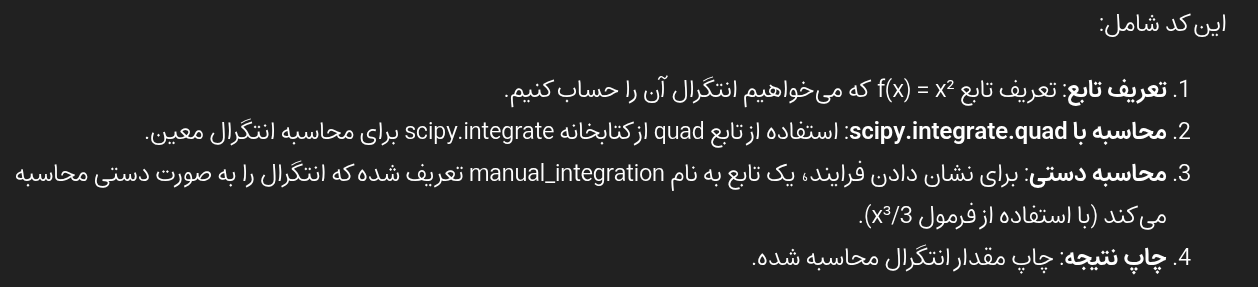 این کد شامل:
1. تعریف تابع: تعریف تابع f(x) = x² که می‌خواهیم انتگرال آن را حساب کنیم.
2. محاسبه با scipy.integrate.quad: استفاده از تابع quad از کتابخانه scipy.integrate برای محاسبه انتگرال معین.
3. محاسبه دستی: برای نشان دادن فرایند، یک تابع به نام manual_integration تعریف شده که انتگرال را به صورت دستی محاسبه
می‌کند (با استفاده از فرمول x³/3).
4. چاپ نتیجه: چاپ مقدار انتگرال محاسبه شده.